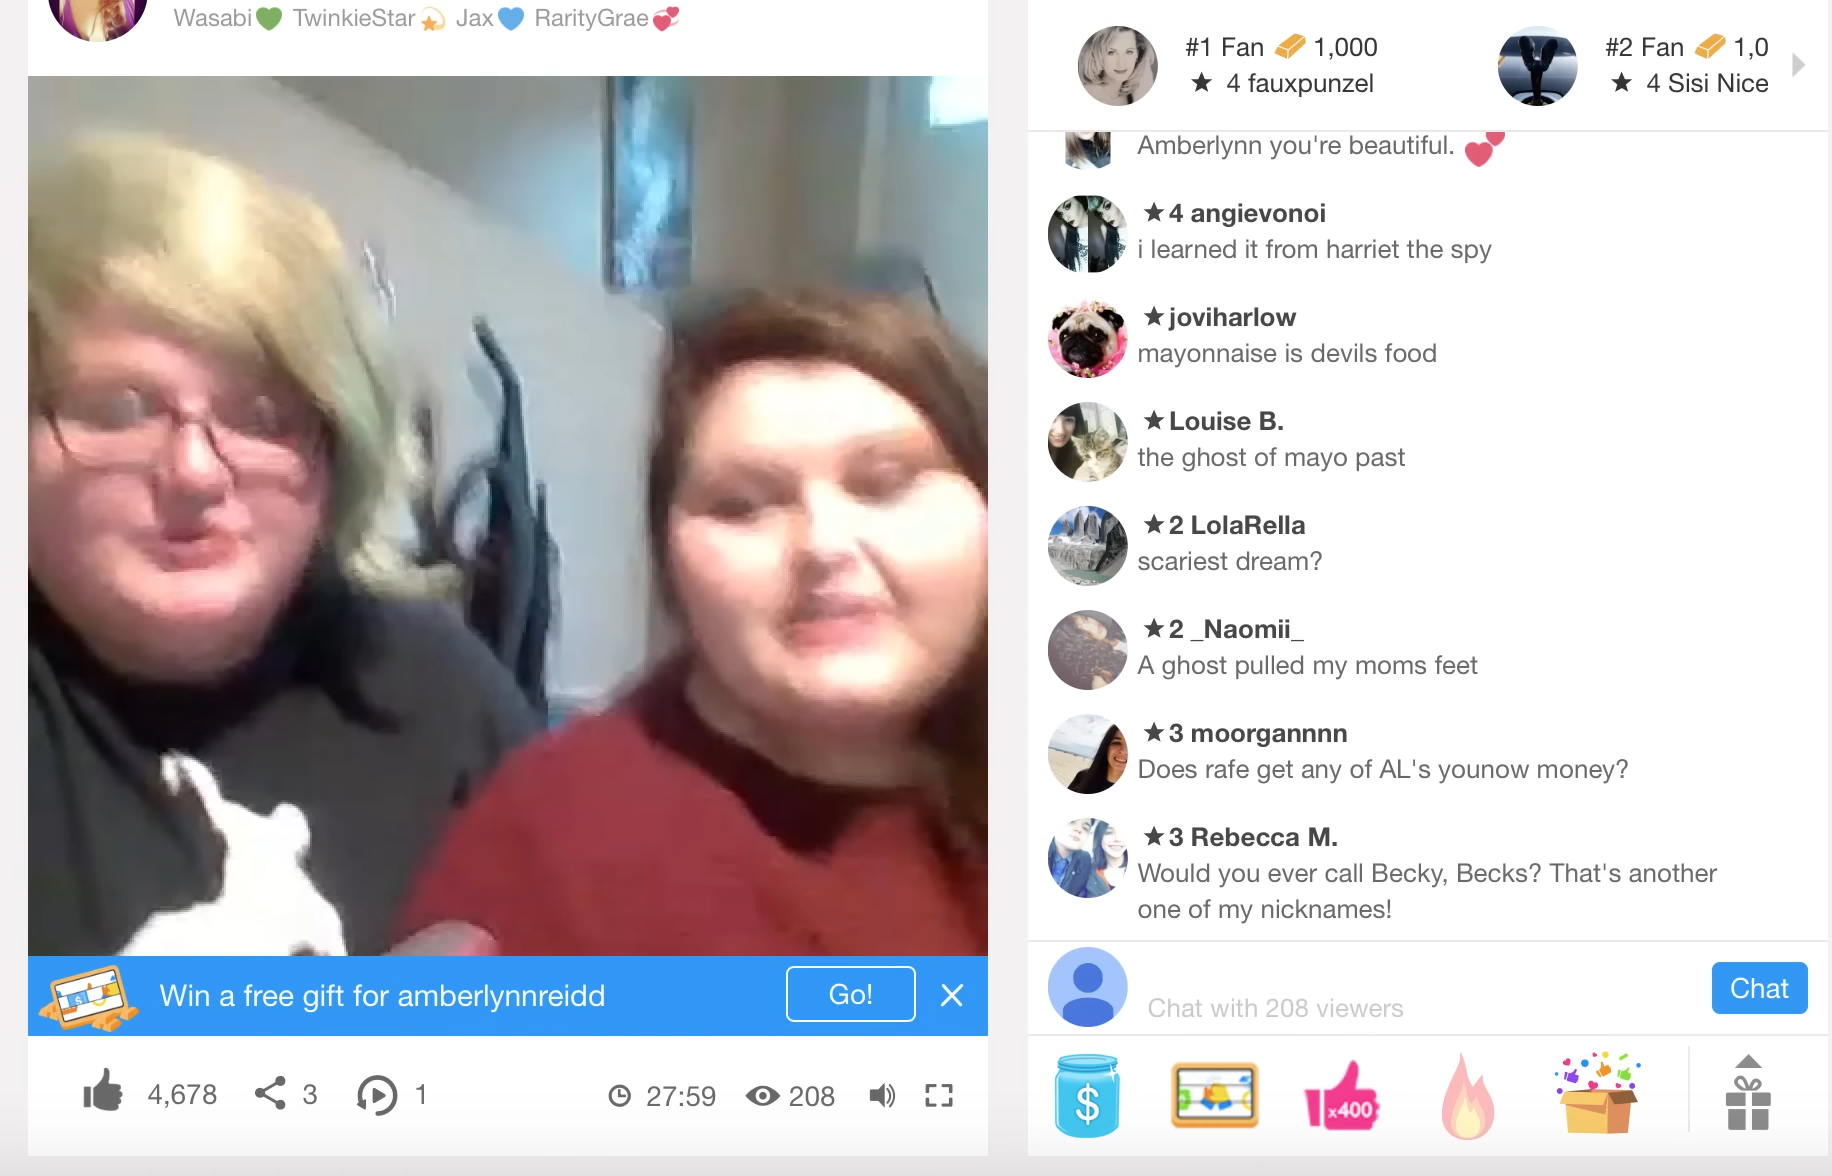 Wasabi💚 TwinkieStar💫 Jax💙 RarityGrae💞
Win a free gift for amberlynnreidd
Go!
4,678
3
1
27:59
208
#1 Fan 1,000
★ 4 fauxpunzel
#2 Fan 1,0
★ 4 Sisi Nice
Amberlynn you're beautiful. 💕
★4 angievonoi
i learned it from harriet the spy
★joviharlow
mayonnaise is devils food
★Louise B.
the ghost of mayo past
★2 LolaRella
scariest dream?
★2 _Naomii_
A ghost pulled my moms feet
★3 moorgannnn
Does rafe get any of AL's younow money?
★3 Rebecca M.
Would you ever call Becky, Becks? That's another
one of my nicknames!
Chat with 208 viewers
Chat
$
x400